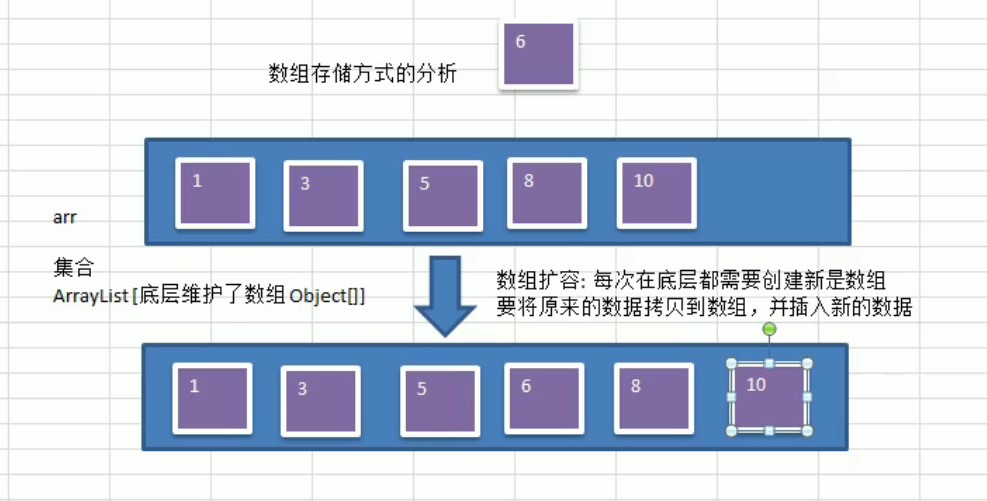 6
数组存储方式的分析
1 3 5 8 10
arr
集合
ArrayList [底层维护了数组 Object[]]
数组扩容: 每次在底层都需要创建新是数组
要将原来的数据拷贝到数组，并插入新的数据
1 3 5 6 8 10